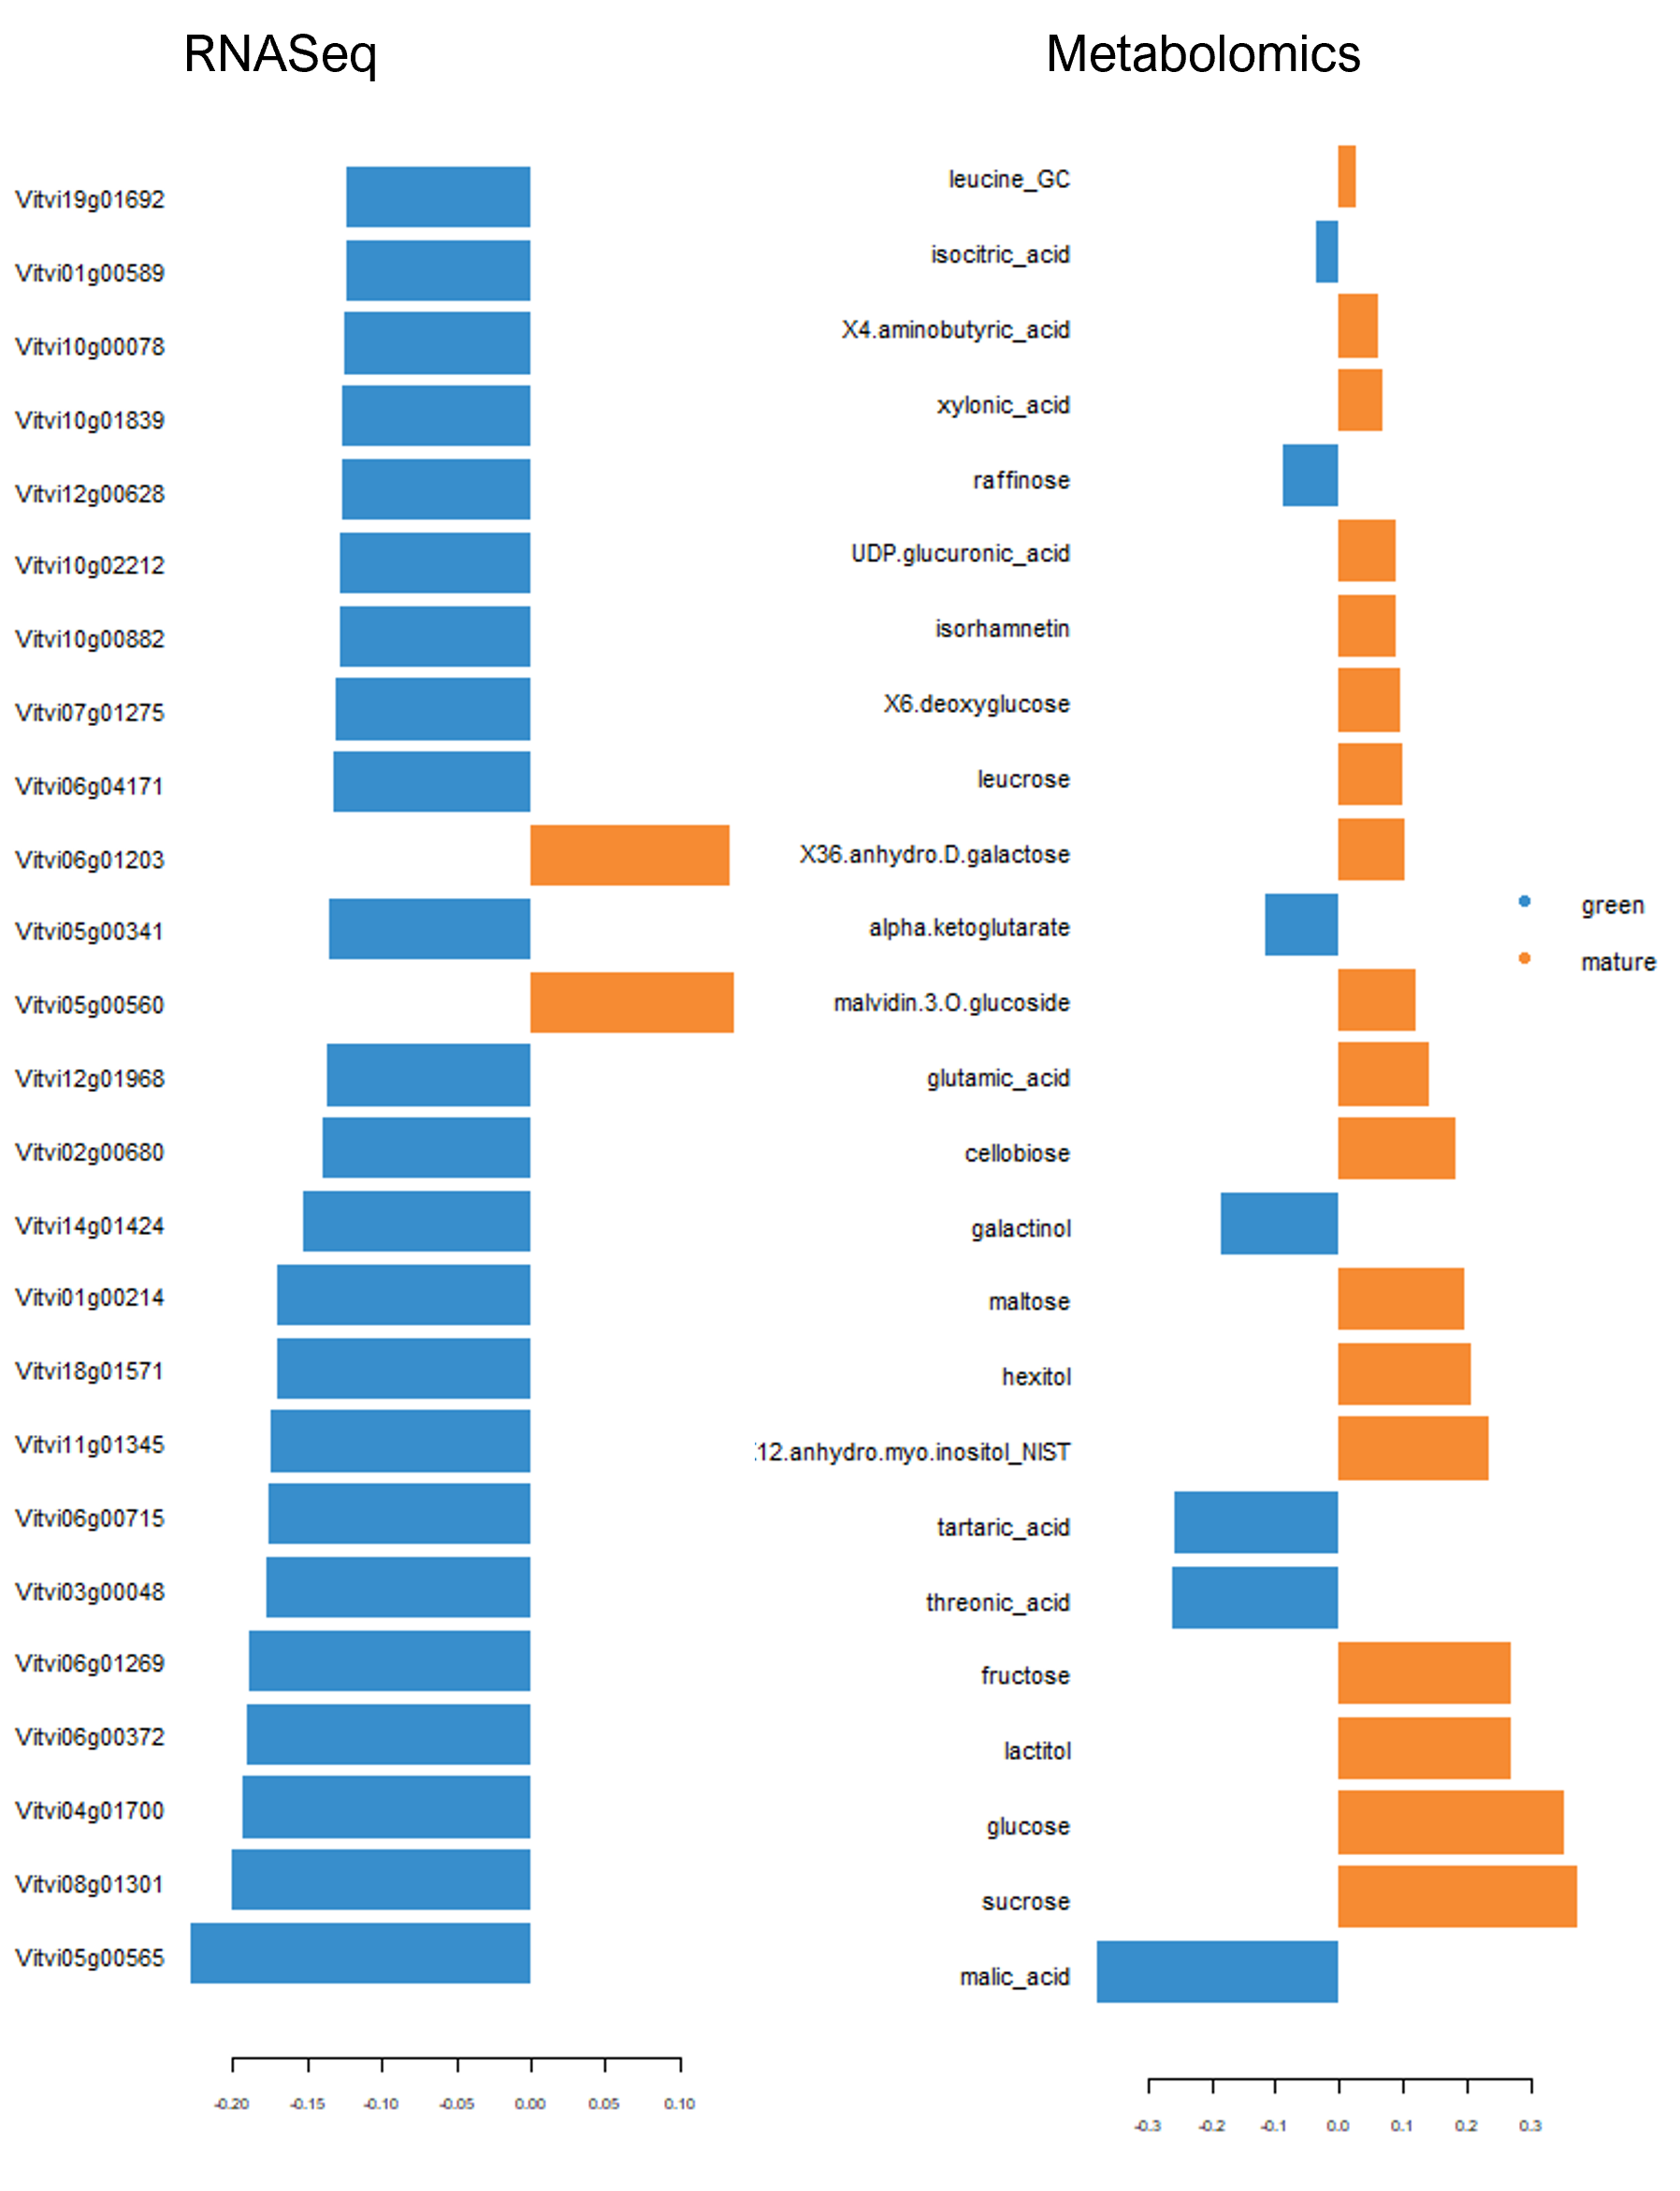 RNASeq
Vitvi19g01692
Vitvi01g00589
Vitvi10g00078
Vitvi10g01839
Vitvi12g00628
Vitvi10g02212
Vitvi10g00882
Vitvi07g01275
Vitvi06g04171
Vitvi06g01203
Vitvi05g00341
Vitvi05g00560
Vitvi12g01968
Vitvi02g00680
Vitvi14g01424
Vitvi01g00214
Vitvi18g01571
Vitvi11g01345
Vitvi06g00715
Vitvi03g00048
Vitvi06g01269
Vitvi06g00372
Vitvi04g01700
Vitvi08g01301
Vitvi05g00565
-0.20 -0.15 -0.10 -0.05 0.00 0.05 0.10
Metabolomics
leucine_GC
isocitric_acid
X4.aminobutyric_acid
xylonic_acid
raffinose
UDP.glucuronic_acid
isorhamnetin
X6.deoxyglucose
leucrose
X36.anhydro.D.galactose
alpha.ketoglutarate
malvidin.3.O.glucoside
glutamic_acid
cellobiose
galactinol
maltose
hexitol
12.anhydro.myo.inositol_NIST
tartaric_acid
threonic_acid
fructose
lactitol
glucose
sucrose
malic_acid
-0.3 -0.2 -0.1 0.0 0.1 0.2 0.3
green
mature